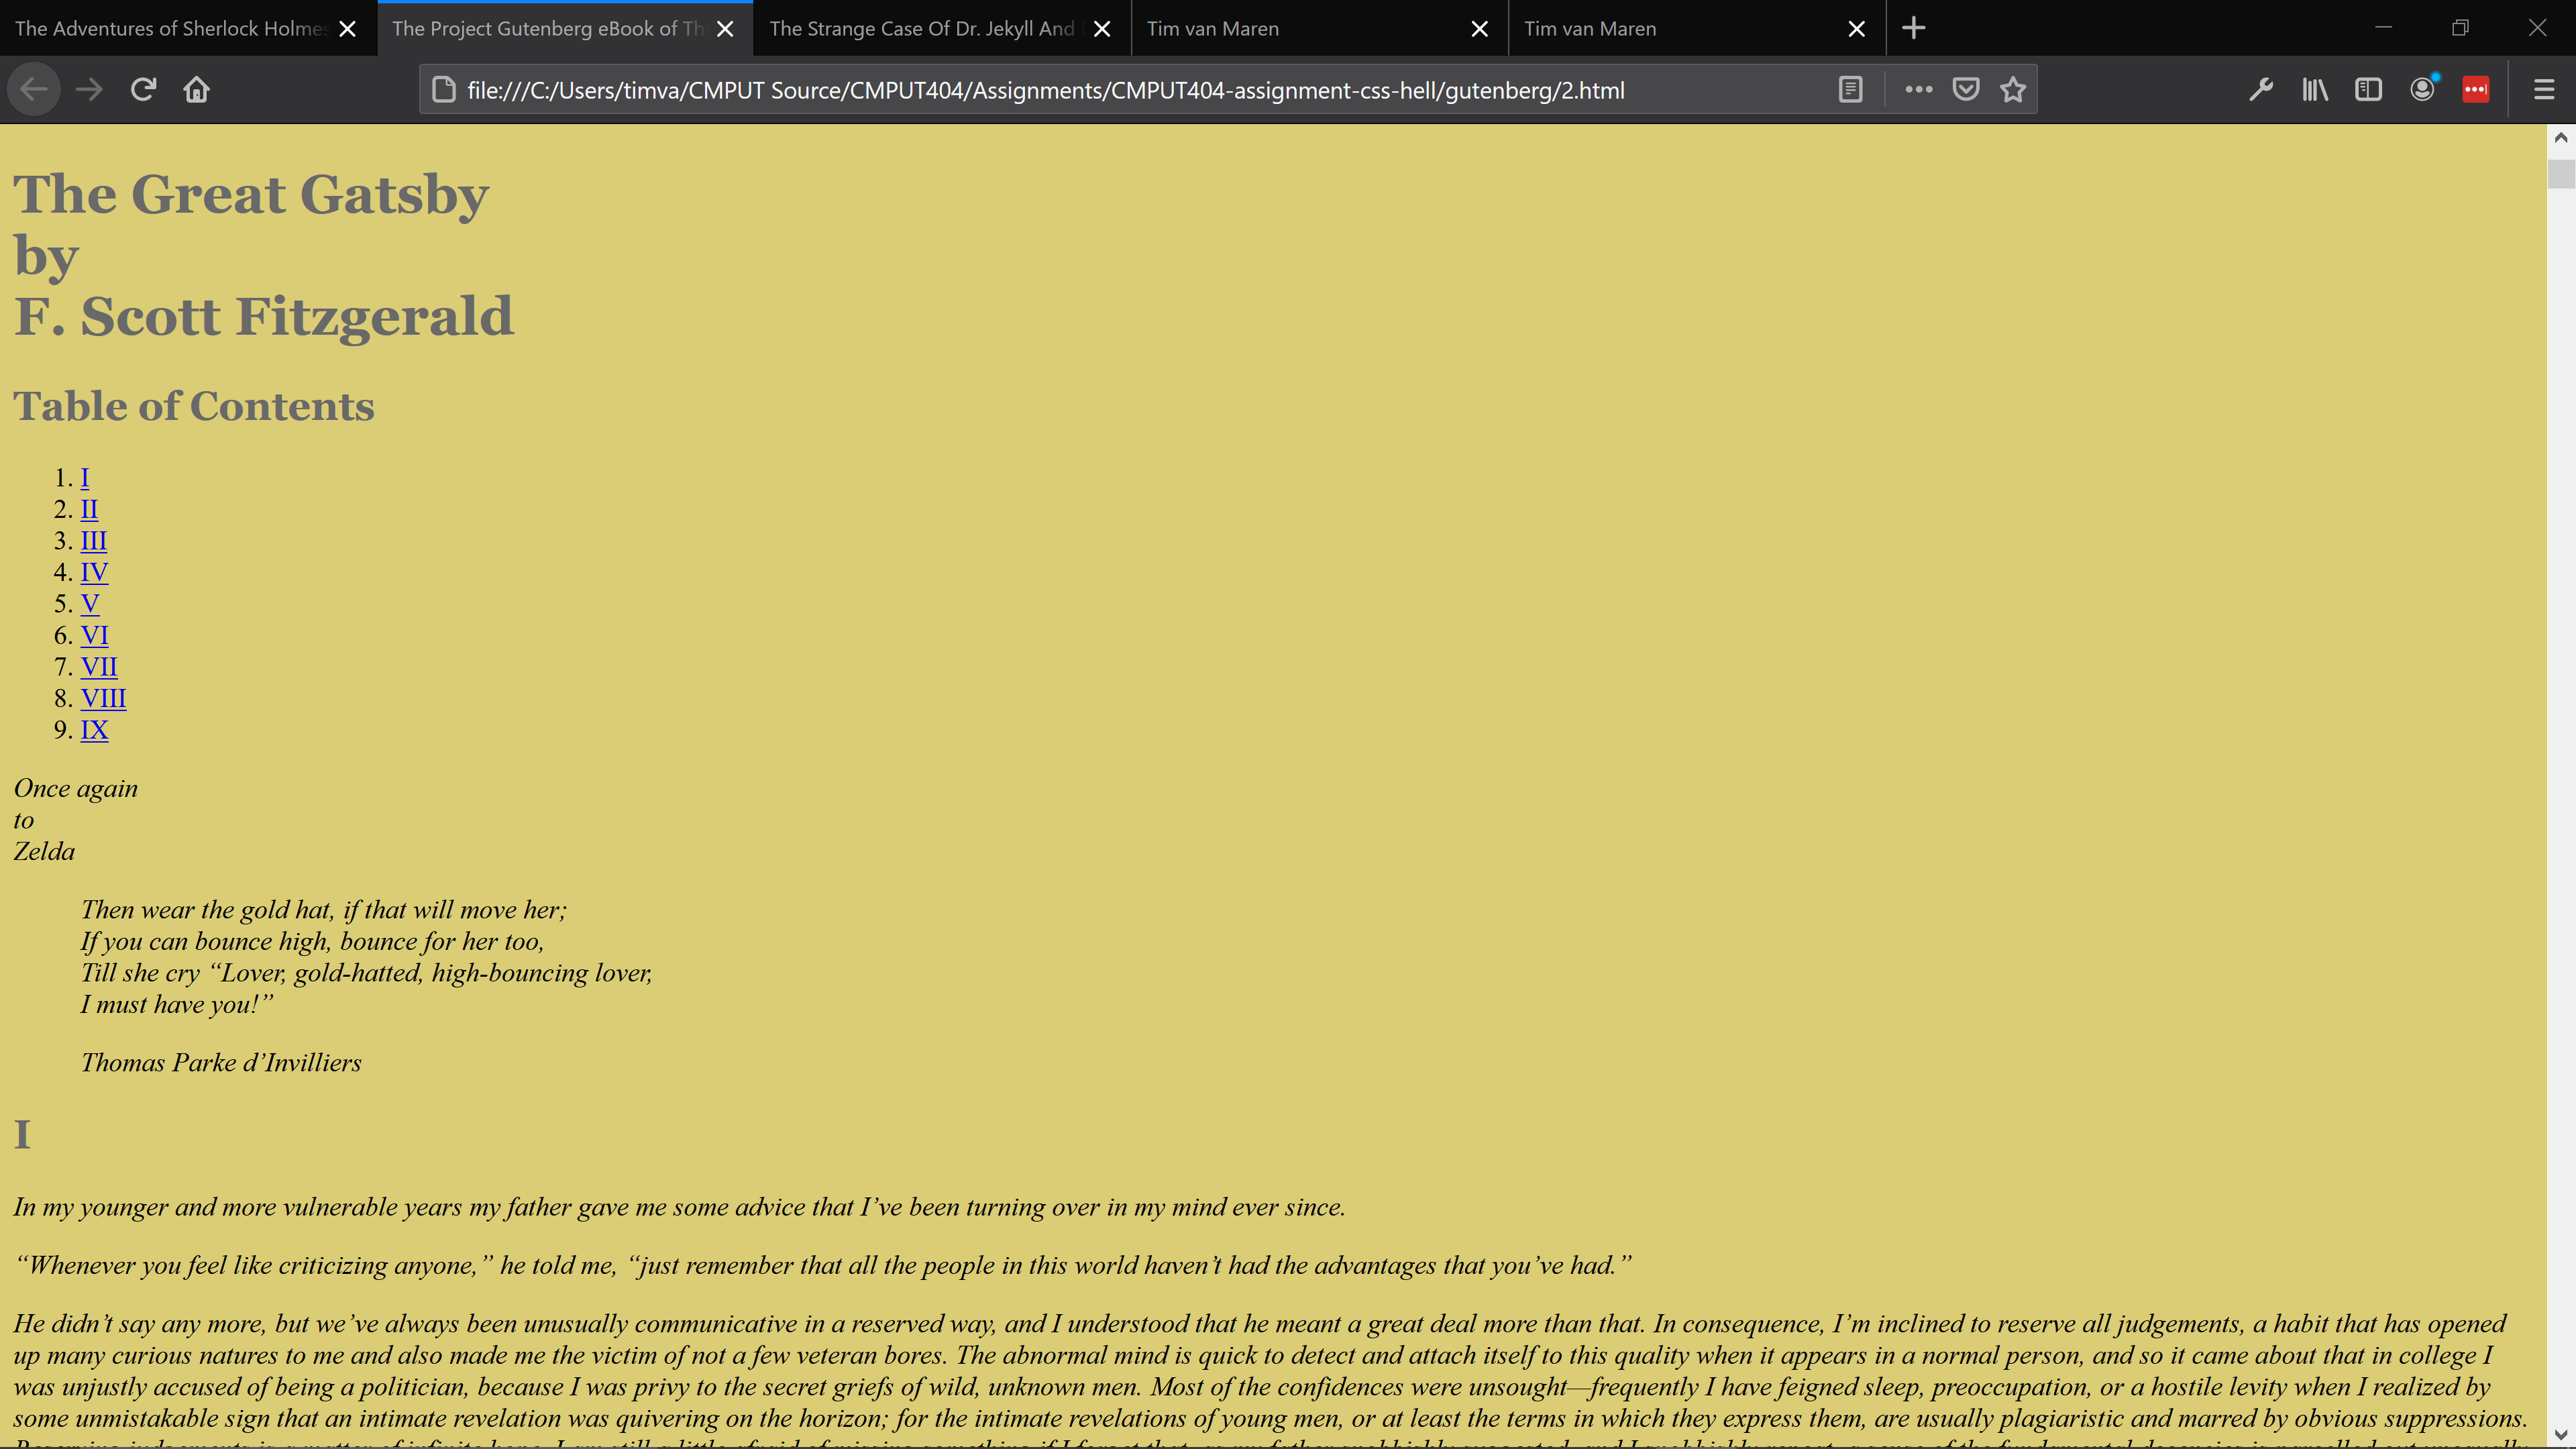 The Adventures of Sherlock Holmes
The Project Gutenberg eBook of Th
The Strange Case Of Dr. Jekyll And
Tim van Maren
Tim van Maren
file:///C:/Users/timva/CMPUT Source/CMPUT404/Assignments/CMPUT404-assignment-css-hell/gutenberg/2.html
The Great Gatsby
by
F. Scott Fitzgerald
Table of Contents
1. I
2. II
3. III
4. IV
5. V
6. VI
7. VII
8. VIII
9. IX
Once again
to
Zelda
Then wear the gold hat, if that will move her;
If you can bounce high, bounce for her too,
Till she cry “Lover, gold-hatted, high-bouncing lover,
I must have you!”
Thomas Parke d’Invilliers
I
In my younger and more vulnerable years my father gave me some advice that I’ve been turning over in my mind ever since.
“Whenever you feel like criticizing anyone,” he told me, “just remember that all the people in this world haven’t had the advantages that you’ve had.”
He didn’t say any more, but we’ve always been unusually communicative in a reserved way, and I understood that he meant a great deal more than that. In consequence, I’m inclined to reserve all judgements, a habit that has opened
up many curious natures to me and also made me the victim of not a few veteran bores. The abnormal mind is quick to detect and attach itself to this quality when it appears in a normal person, and so it came about that in college I
was unjustly accused of being a politician, because I was privy to the secret griefs of wild, unknown men. Most of the confidences were unsought—frequently I have feigned sleep, preoccupation, or a hostile levity when I realized by
some unmistakable sign that an intimate revelation was quivering on the horizon; for the intimate revelations of young men, or at least the terms in which they express them, are usually plagiaristic and marred by obvious suppressions.